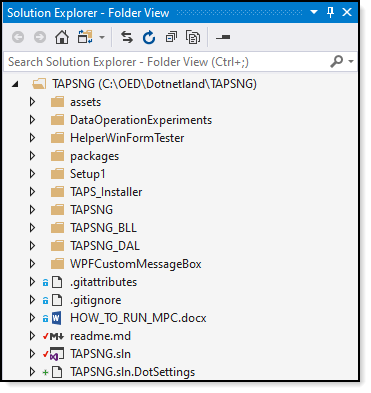 Solution Explorer - Folder View
Search Solution Explorer - Folder View (Ctrl+;)
TAPSNG (C:\OED\Dotnetland\TAPSNG)
assets
DataOperationExperiments
HelperWinFormTester
packages
Setup1
TAPS_Installer
TAPSNG
TAPSNG_BLL
TAPSNG_DAL
WPFCustomMessageBox
.gitattributes
.gitignore
HOW_TO_RUN_MPC.docx
readme.md
TAPSNG.sln
TAPSNG.sln.DotSettings